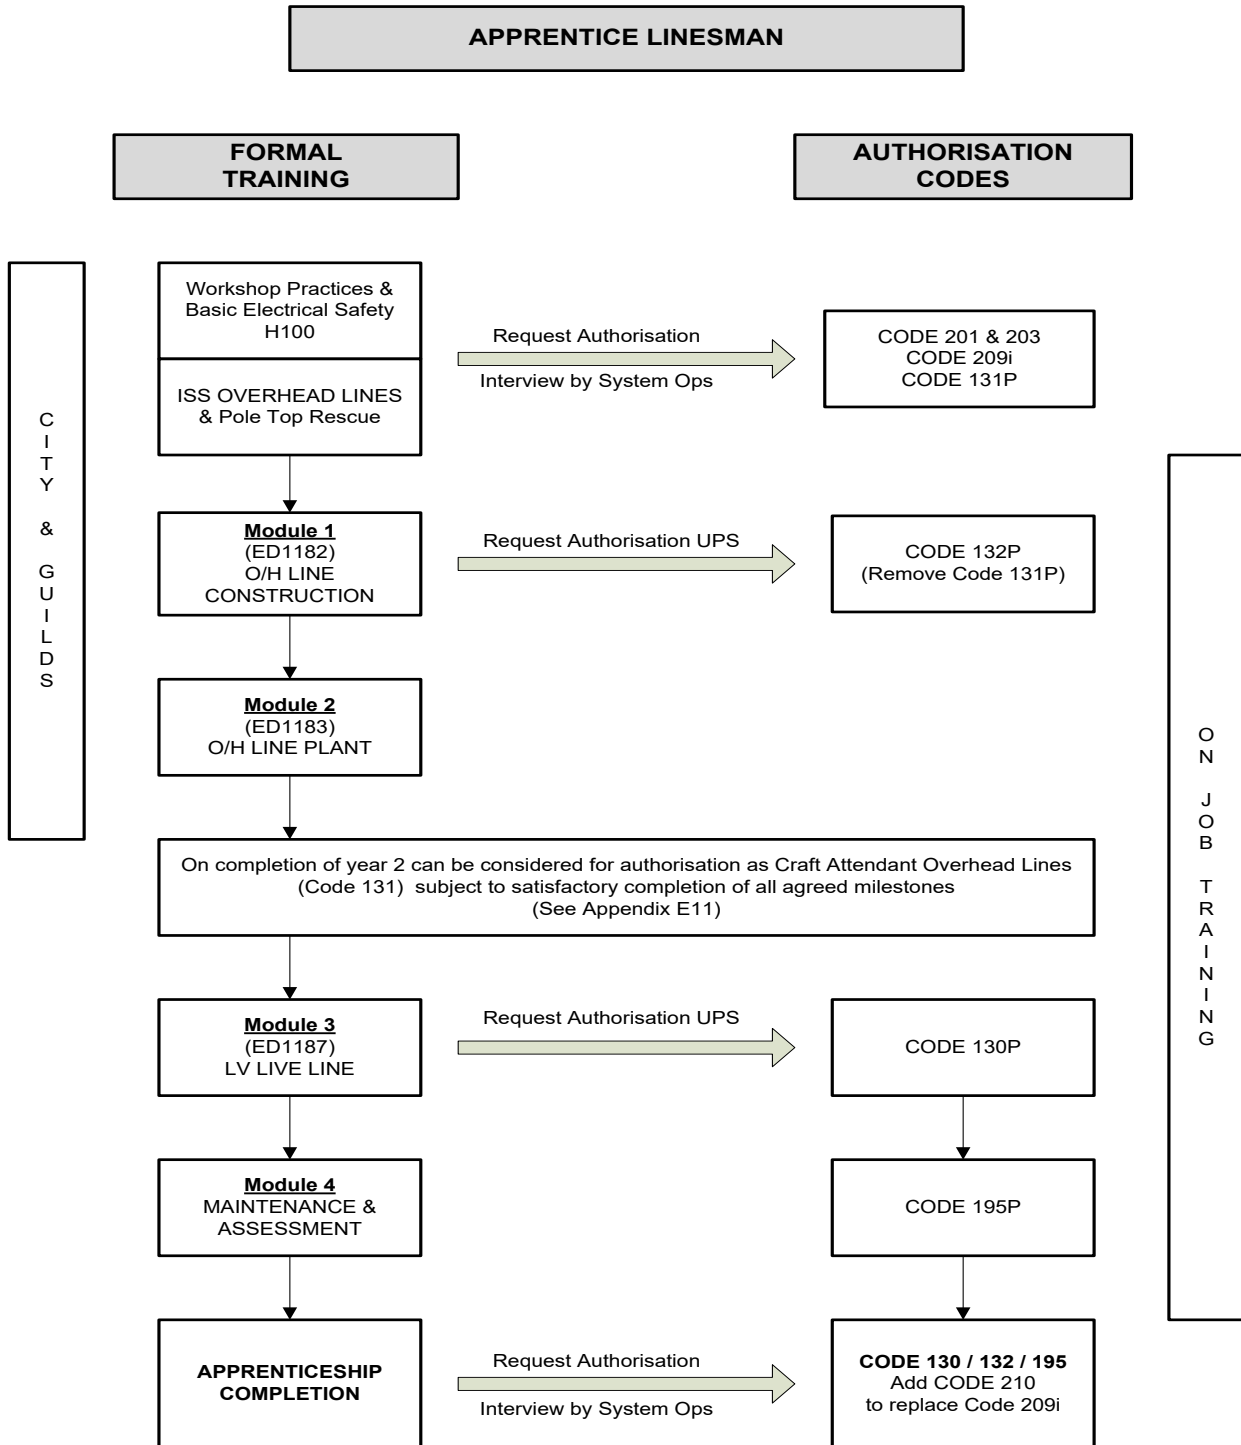 APPRENTICE LINESMAN
FORMAL
TRAINING
AUTHORISATION
CODES
CITY & GUILDS
Workshop Practices &
Basic Electrical Safety
H100
ISS OVERHEAD LINES
& Pole Top Rescue
Request Authorisation
Interview by System Ops
CODE 201 & 203
CODE 209i
CODE 131P
ON JOB TRAINING
Module 1
(ED1182)
O/H LINE
CONSTRUCTION
Request Authorisation UPS
CODE 132P
(Remove Code 131P)
Module 2
(ED1183)
O/H LINE PLANT
On completion of year 2 can be considered for authorisation as Craft Attendant Overhead Lines
(Code 131) subject to satisfactory completion of all agreed milestones
(See Appendix E11)
Module 3
(ED1187)
LV LIVE LINE
Request Authorisation UPS
CODE 130P
Module 4
MAINTENANCE &
ASSESSMENT
CODE 195P
APPRENTICESHIP
COMPLETION
Request Authorisation
Interview by System Ops
CODE 130 / 132 / 195
Add CODE 210
to replace Code 209i